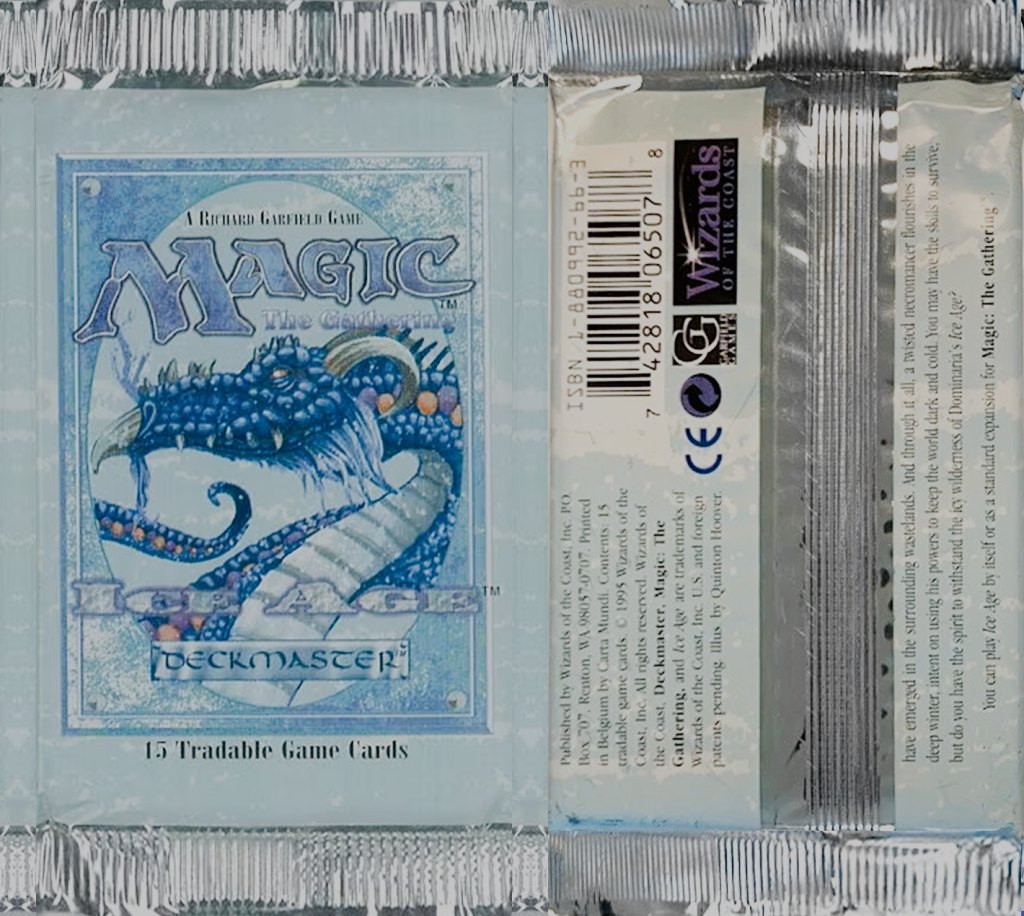 A RICHARD GARFIELD GAME
MAGIC™
The Gathering
ICE AGE™
DECKMASTER™
15 Tradable Game Cards
ISBN 1-880992-66-3
7 42818 06507 8
Wizards
OF THE COAST
G
GARFIELD
GAMES
CE
Published by Wizards of the Coast, Inc. P.O.
Box 707, Renton, WA 98057-0707. Printed
in Belgium by Carta Mundi. Contents: 15
tradable game cards. © 1995 Wizards of the
Coast, Inc. All rights reserved. Wizards of
the Coast, Deckmaster, Magic: The
Gathering, and Ice Age are trademarks of
Wizards of the Coast, Inc. U.S. and foreign
patents pending. Illus. by Quinton Hoover.
have emerged in the surrounding wastelands. And through it all, a twisted necromancer flourishes in the
deep winter, intent on using his powers to keep the world dark and cold. You may have the skills to survive,
but do you have the spirit to withstand the icy wilderness of Dominaria's Ice Age?
You can play Ice Age by itself or as a standard expansion for Magic: The Gathering